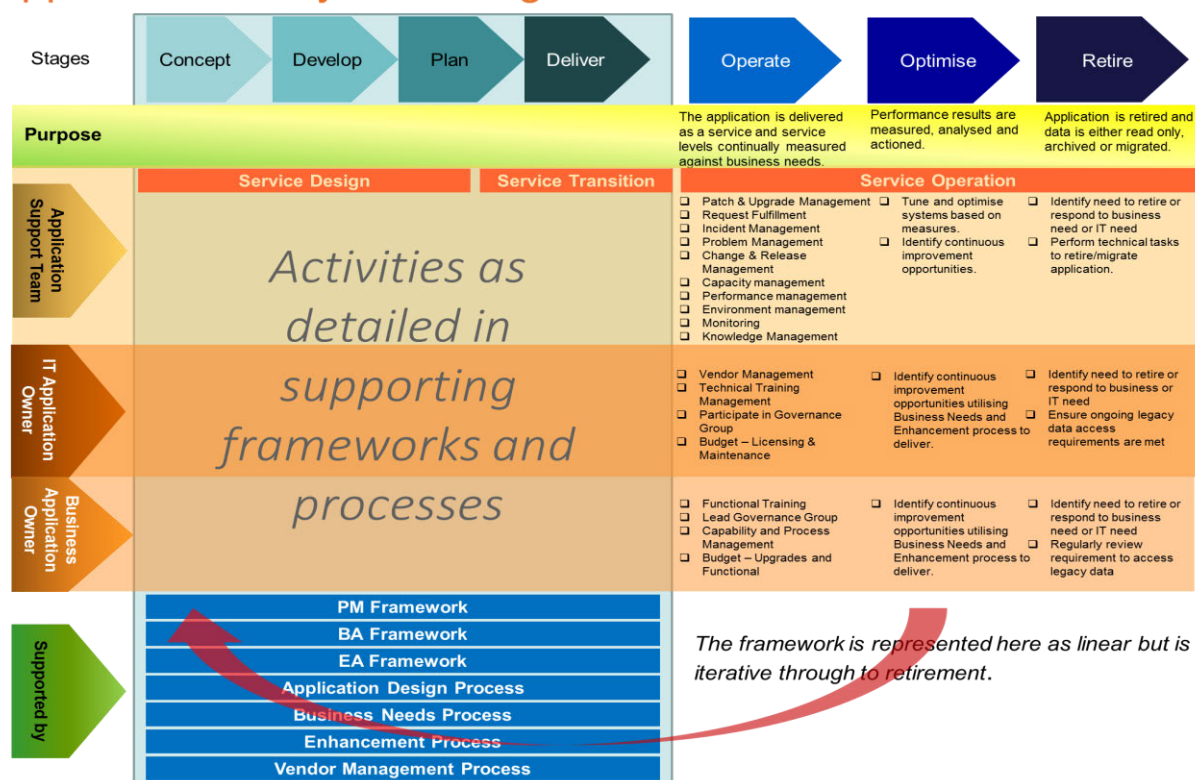 Stages
Concept
Develop
Plan
Deliver
Operate
Optimise
Retire
Purpose
The application is delivered
as a service and service
levels continually measured
against business needs.
Performance results are
measured, analysed and
actioned.
Application is retired and
data is either read only,
archived or migrated.
Service Design
Service Transition
Service Operation
Application
Support Team
Activities as
detailed in
supporting
frameworks and
processes
Patch & Upgrade Management
Request Fulfillment
Incident Management
Problem Management
Change & Release
Management
Capacity management
Performance management
Environment management
Monitoring
Knowledge Management
Tune and optimise
systems based on
measures.
Identify continuous
improvement
opportunities.
Identify need to retire or
respond to business
need or IT need
Perform technical tasks
to retire/migrate
application.
IT Application
Owner
Vendor Management
Technical Training
Management
Participate in Governance
Group
Budget – Licensing &
Maintenance
Identify continuous
improvement
opportunities utilising
Business Needs and
Enhancement process to
deliver.
Identify need to retire or
respond to business or
IT need
Ensure ongoing legacy
data access
requirements are met
Business
Application
Owner
Functional Training
Lead Governance Group
Capability and Process
Management
Budget – Upgrades and
Functional
Identify continuous
improvement
opportunities utilising
Business Needs and
Enhancement process to
deliver.
Identify need to retire or
respond to business
need or IT need
Regularly review
requirement to access
legacy data
Supported by
PM Framework
BA Framework
EA Framework
Application Design Process
Business Needs Process
Enhancement Process
Vendor Management Process
The framework is represented here as linear but is
iterative through to retirement.